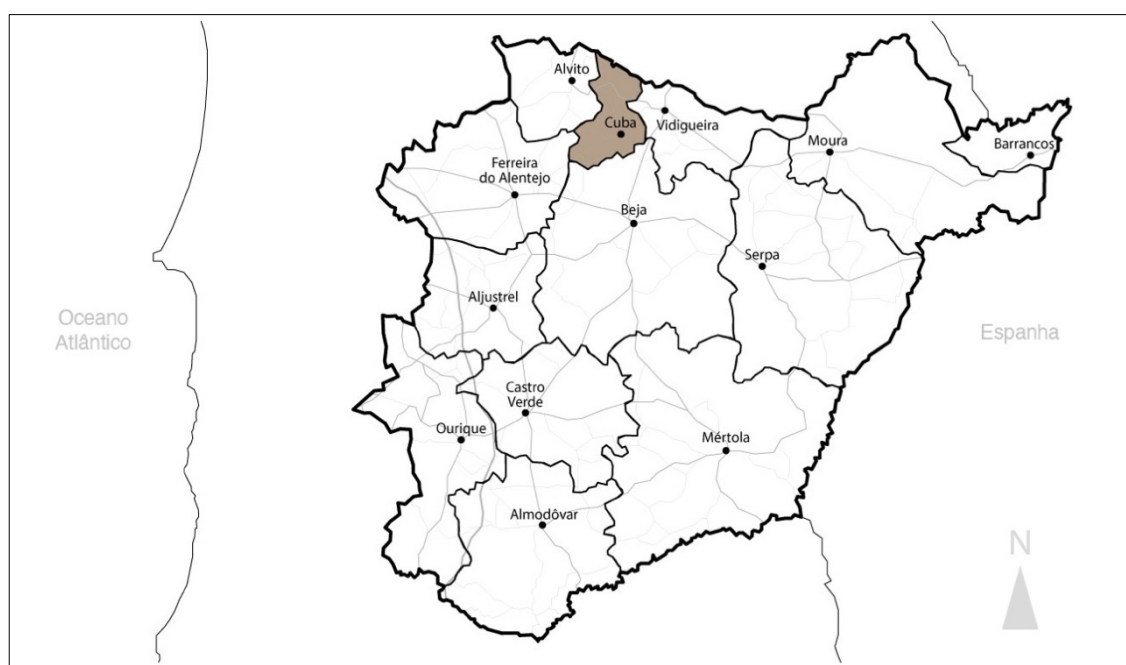 Alvito
Cuba
Vidigueira
Moura
Barrancos
Ferreira
do Alentejo
Beja
Serpa
Aljustrel
Oceano
Atlântico
Espanha
Castro
Verde
Ourique
Mértola
Almodôvar
N